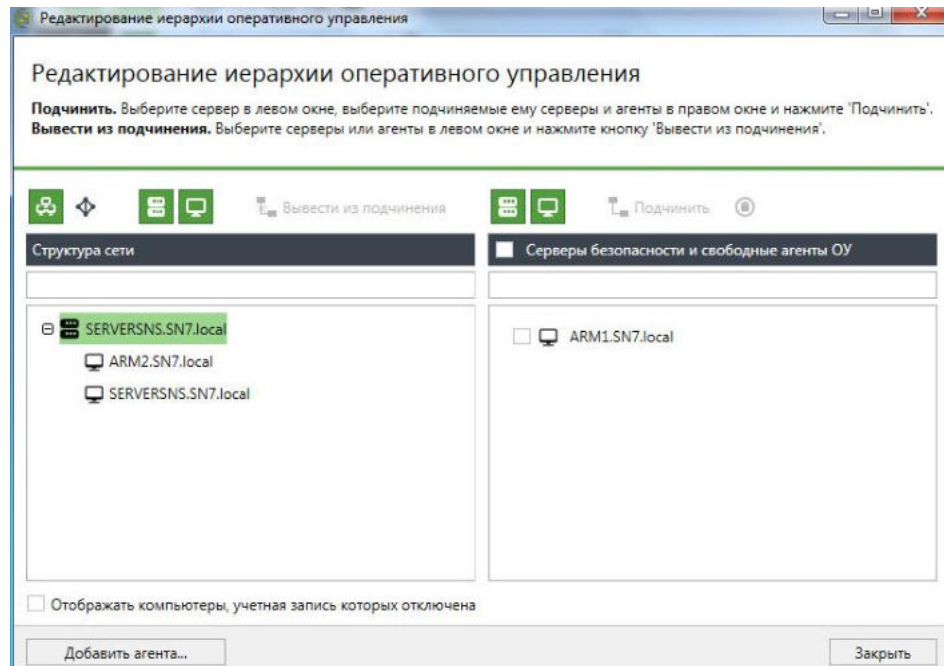 Редактирование иерархии оперативного управления
Редактирование иерархии оперативного управления
Подчинить. Выберите сервер в левом окне, выберите подчиняемые ему серверы и агенты в правом окне и нажмите 'Подчинить'.
Вывести из подчинения. Выберите серверы или агенты в левом окне и нажмите кнопку 'Вывести из подчинения'.
Вывести из подчинения
Подчинить
Структура сети
Серверы безопасности и свободные агенты ОУ
SERVERSNS.SN7.local
ARM2.SN7.local
SERVERSNS.SN7.local
ARM1.SN7.local
Отображать компьютеры, учетная запись которых отключена
Добавить агента...
Закрыть